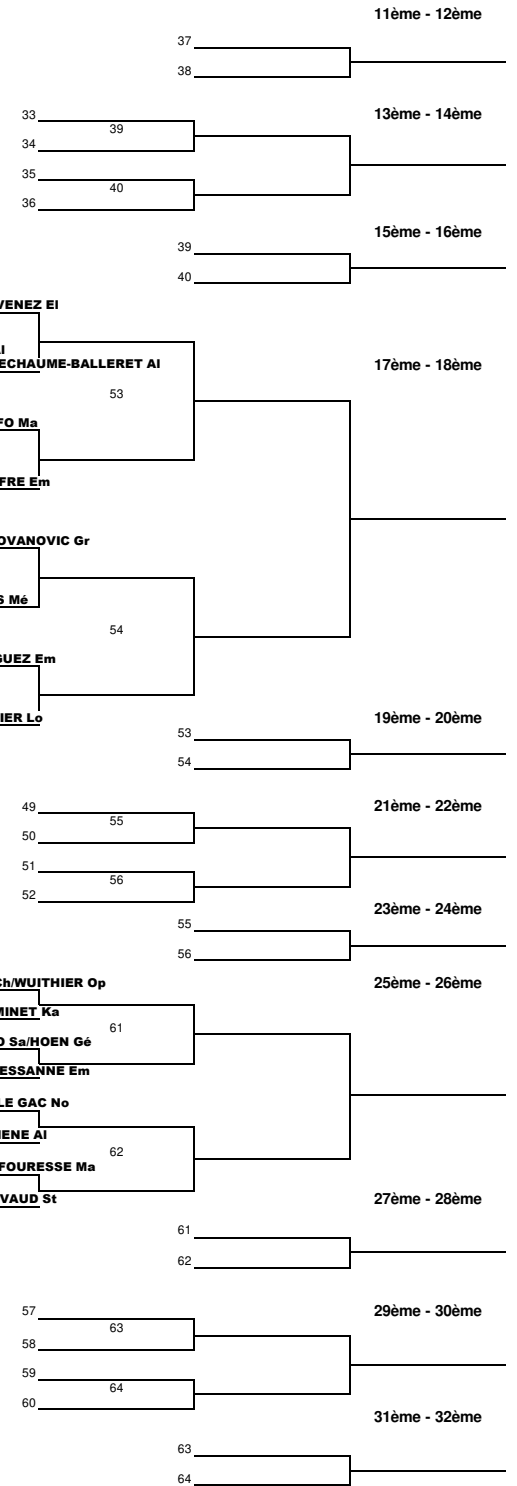 11ème - 12ème
37
38
13ème - 14ème
33
39
34
35
40
36
15ème - 16ème
39
40
VENEZ El
Al
ECHAUME-BALLERET Al
17ème - 18ème
53
FO Ma
FRE Em
OVANOVIC Gr
S Mé
54
GUEZ Em
IER Lo
19ème - 20ème
53
54
21ème - 22ème
49
55
50
51
56
52
23ème - 24ème
55
56
Ch/WUITHIER Op
25ème - 26ème
MINET Ka
61
O Sa/HOEN Gé
ESSANNE Em
LE GAC No
IENE Al
62
FOURESSE Ma
VAUD St
27ème - 28ème
61
62
57
29ème - 30ème
63
58
59
64
60
31ème - 32ème
63
64